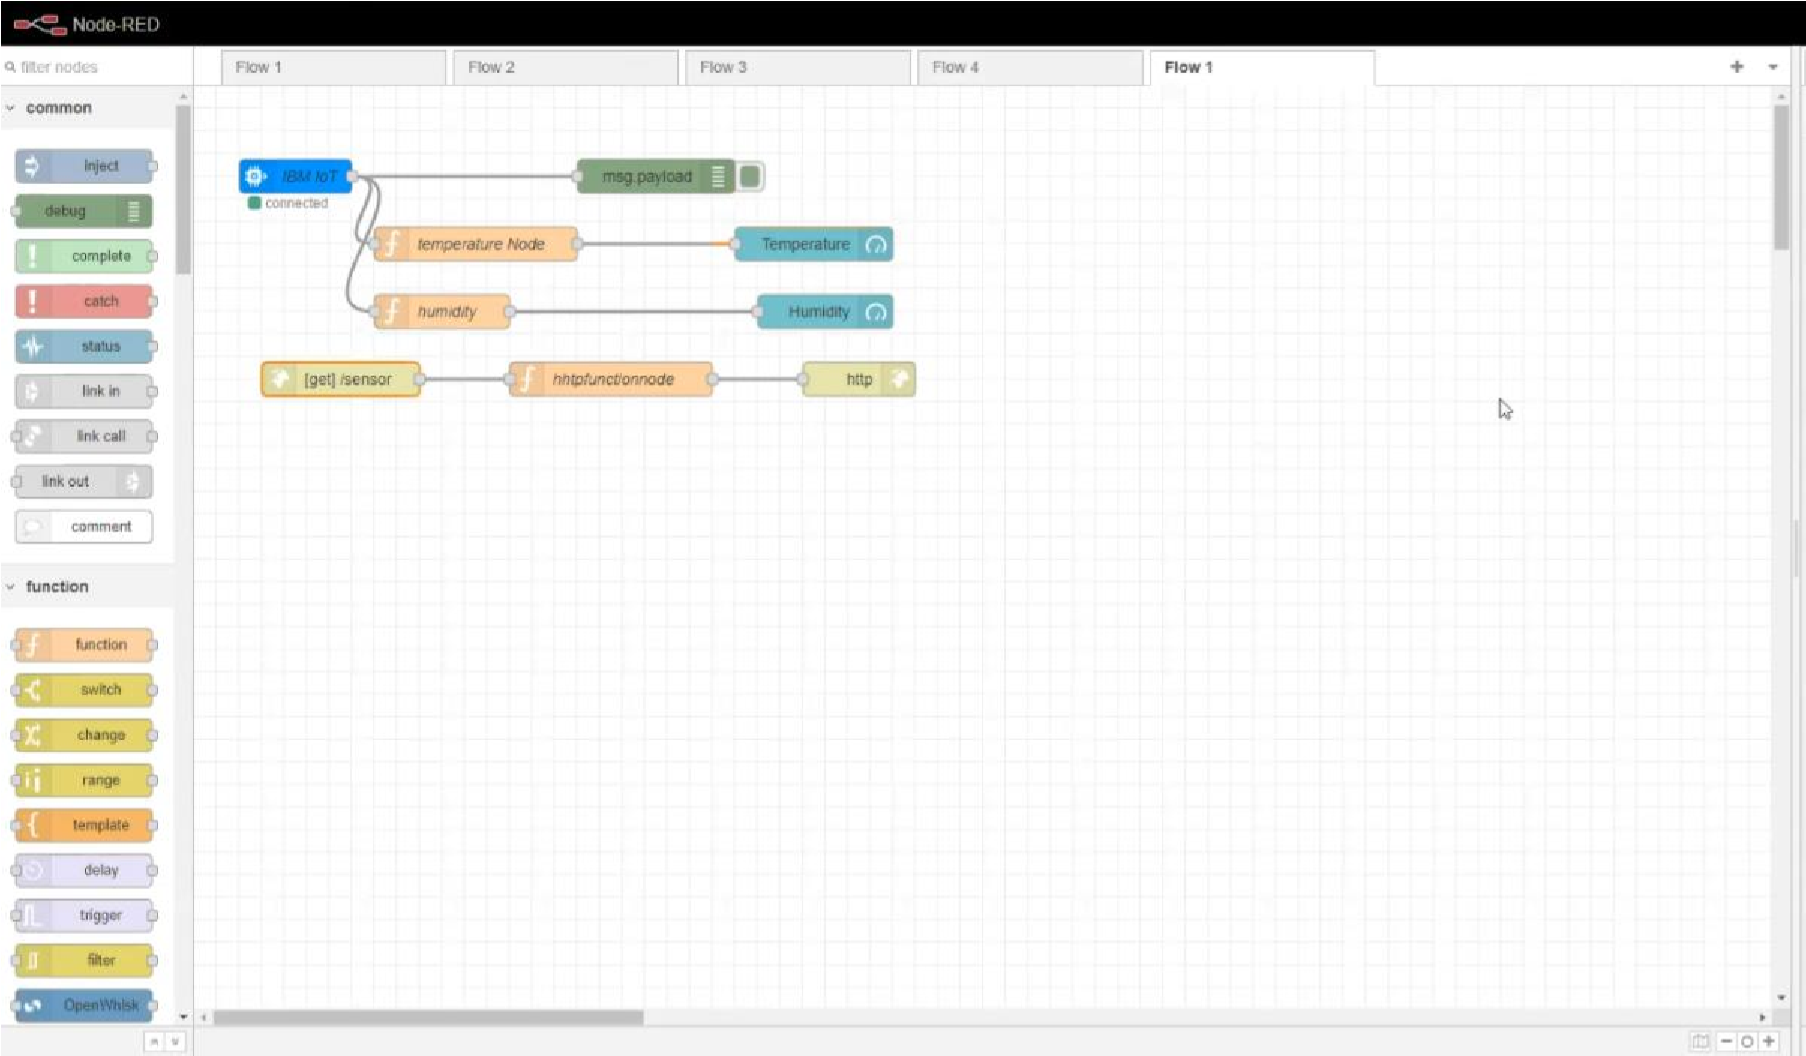 Node-RED
filter nodes
Flow 1
Flow 2
Flow 3
Flow 4
Flow 1
common
inject
debug
complete
catch
status
link in
link call
link out
comment
function
function
switch
change
range
template
delay
trigger
filter
OpenWhisk
IBM IoT
connected
msg.payload
temperature Node
Temperature
humidity
Humidity
[get] /sensor
hhtpfunctionnode
http